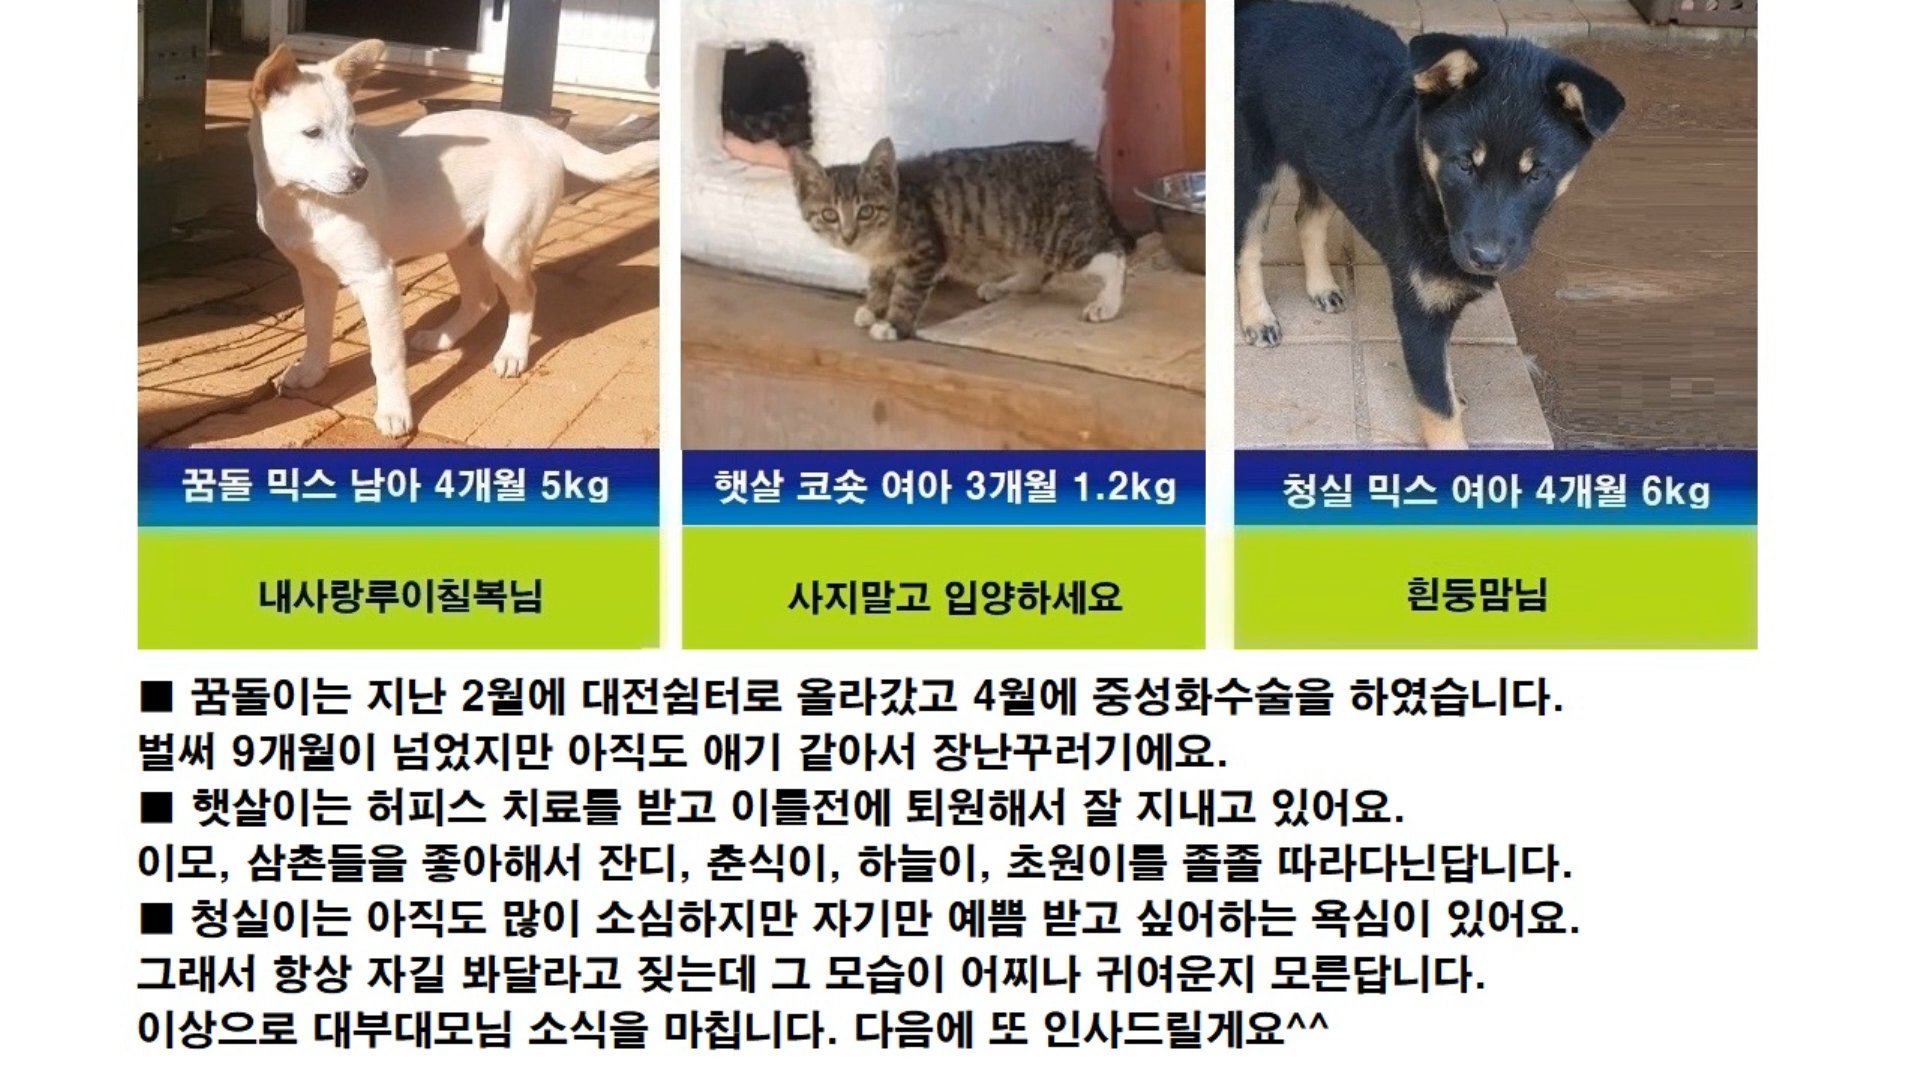 꿈돌 믹스 남아 4개월 5kg
햇살 코숏 여아 3개월 1.2kg
청실 믹스 여아 4개월 6kg
내사랑루이칠복님
사지말고 입양하세요
흰둥맘님
■ 꿈돌이는 지난 2월에 대전쉼터로 올라갔고 4월에 중성화수술을 하였습니다.
벌써 9개월이 넘었지만 아직도 애기 같아서 장난꾸러기에요.
■ 햇살이는 허피스 치료를 받고 이틀전에 퇴원해서 잘 지내고 있어요.
이모, 삼촌들을 좋아해서 잔디, 춘식이, 하늘이, 초원이를 졸졸 따라다닌답니다.
■ 청실이는 아직도 많이 소심하지만 자기만 예쁨 받고 싶어하는 욕심이 있어요.
그래서 항상 자길 봐달라고 짖는데 그 모습이 어찌나 귀여운지 모른답니다.
이상으로 대부대모님 소식을 마칩니다. 다음에 또 인사드릴게요^^